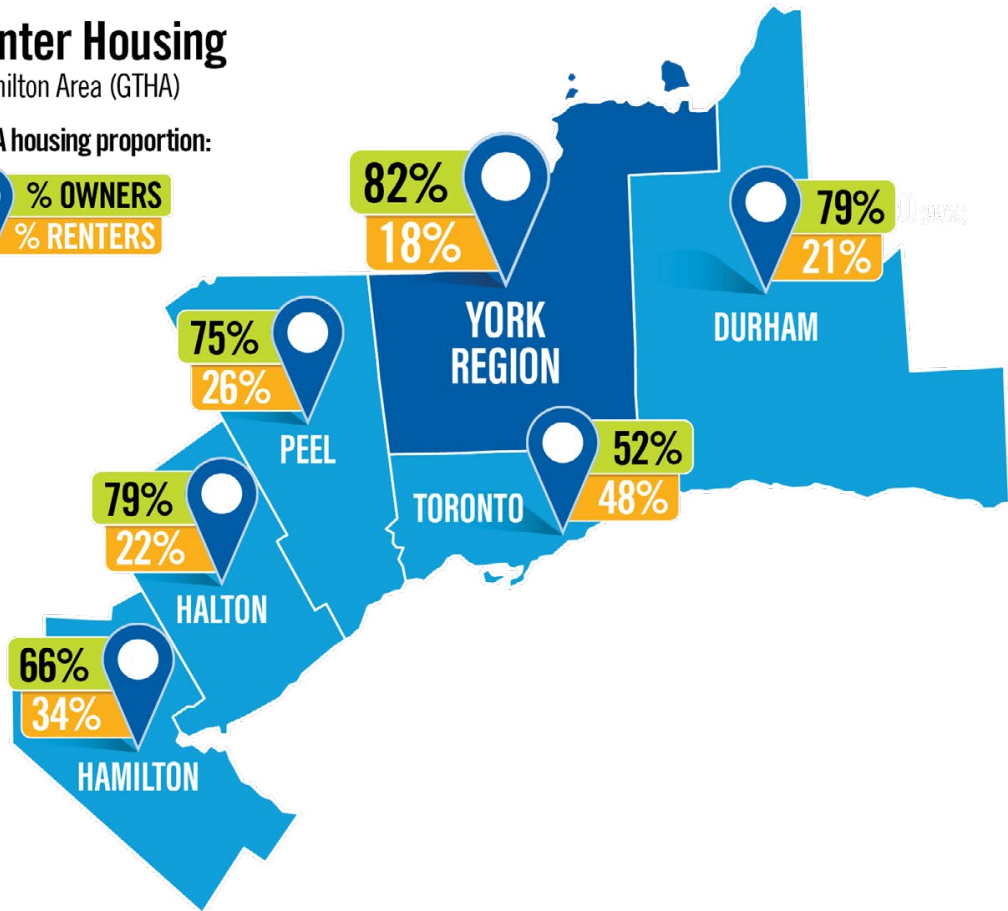 nter Housing
ilton Area (GTHA)
A housing proportion:
% OWNERS
% RENTERS
82%
18%
YORK
REGION
79%
21%
DURHAM
75%
26%
PEEL
52%
48%
TORONTO
79%
22%
HALTON
66%
34%
HAMILTON